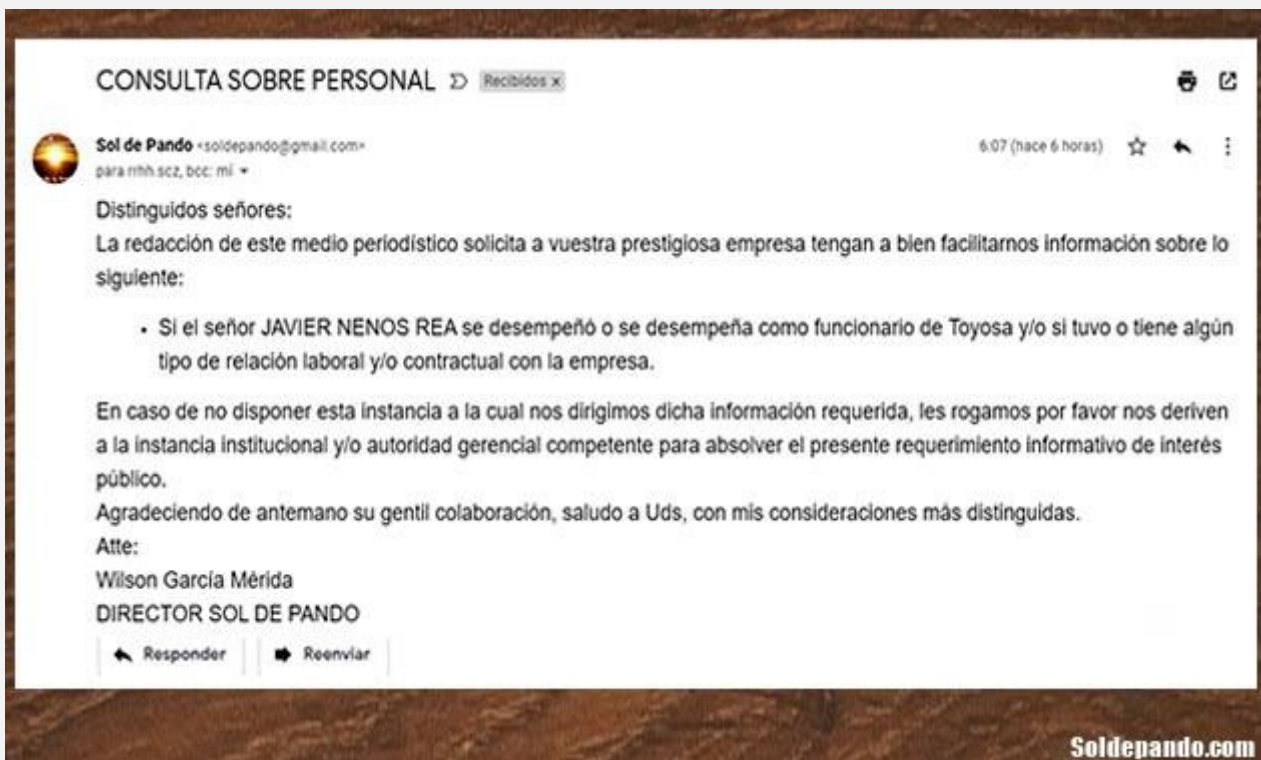 CONSULTA SOBRE PERSONAL Recibidos x
Sol de Pando <soldepando@gmail.com>
6:07 (hace 6 horas)
para rrhh.scz, bcc: mí
Distinguidos señores:
La redacción de este medio periodístico solicita a vuestra prestigiosa empresa tengan a bien facilitarnos información sobre lo
siguiente:
• Si el señor JAVIER NENOS REA se desempeñó o se desempeña como funcionario de Toyosa y/o si tuvo o tiene algún
tipo de relación laboral y/o contractual con la empresa.
En caso de no disponer esta instancia a la cual nos dirigimos dicha información requerida, les rogamos por favor nos deriven
a la instancia institucional y/o autoridad gerencial competente para absolver el presente requerimiento informativo de interés
público.
Agradeciendo de antemano su gentil colaboración, saludo a Uds, con mis consideraciones más distinguidas.
Atte:
Wilson García Mérida
DIRECTOR SOL DE PANDO
Responder
Reenviar
Soldepando.com